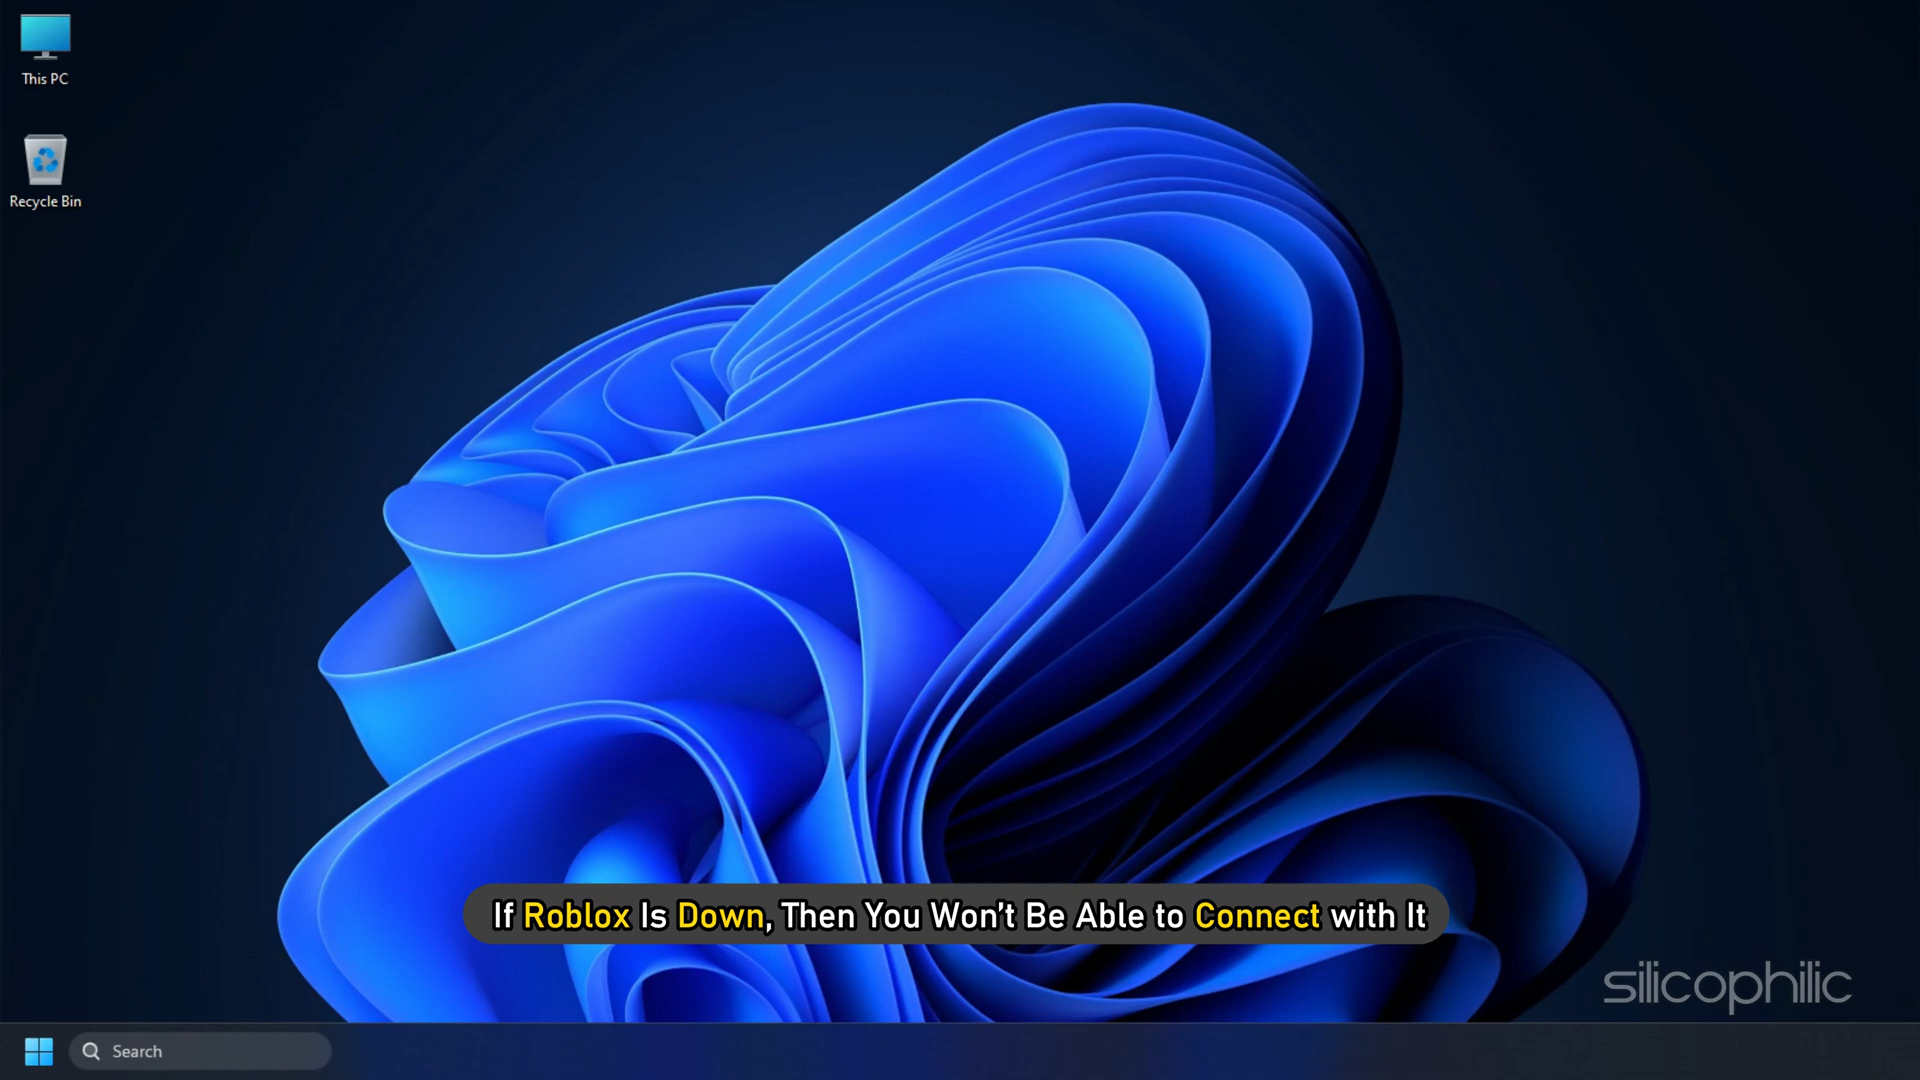 This PC
Recycle Bin
If Roblox Is Down, Then You Won't Be Able to Connect with It
silicophilic
Search